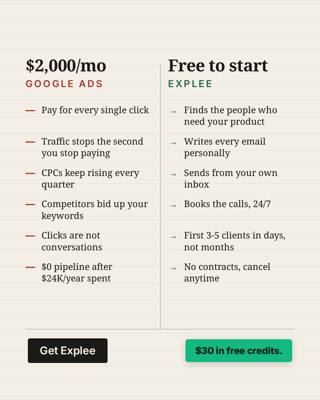 $2,000/mo
GOOGLE ADS
— Pay for every single click
— Traffic stops the second
you stop paying
— CPCs keep rising every
quarter
— Competitors bid up your
keywords
— Clicks are not
conversations
— $0 pipeline after
$24K/year spent
Free to start
EXPLEE
→ Finds the people who
need your product
→ Writes every email
personally
→ Sends from your own
inbox
→ Books the calls, 24/7
→ First 3-5 clients in days,
not months
→ No contracts, cancel
anytime
Get Explee
$30 in free credits.